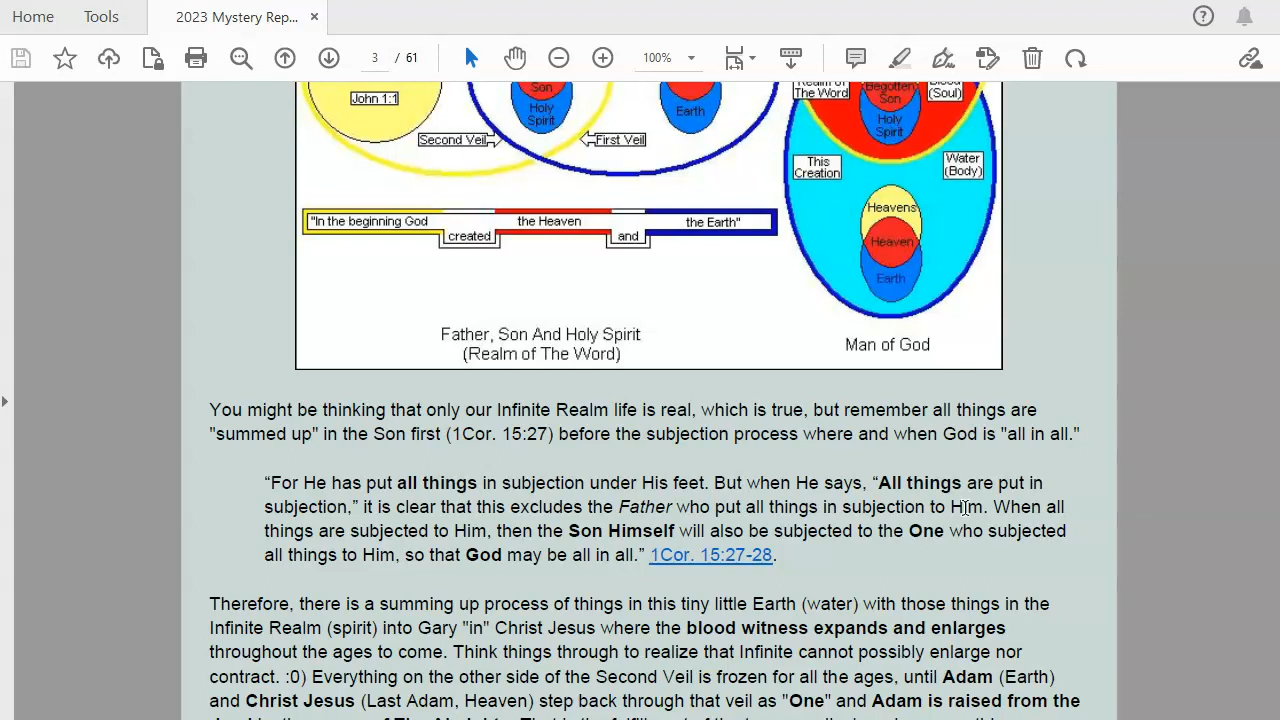 Home
Tools
2023 Mystery Rep...
3 / 61
100%
John 1:1
Son
Holy
Spirit
Earth
Second Veil
First Veil
"In the beginning God
created
the Heaven
and
the Earth"
Father, Son And Holy Spirit
(Realm of The Word)
Realm of
The Word
Begotten
Son
Holy
Spirit
Blood
(Soul)
This
Creation
Water
(Body)
Heavens
Heaven
Earth
Man of God
You might be thinking that only our Infinite Realm life is real, which is true, but remember all things are
"summed up" in the Son first (1Cor. 15:27) before the subjection process where and when God is "all in all."
“For He has put all things in subjection under His feet. But when He says, “All things are put in
subjection,” it is clear that this excludes the Father who put all things in subjection to Him. When all
things are subjected to Him, then the Son Himself will also be subjected to the One who subjected
all things to Him, so that God may be all in all.” 1Cor. 15:27-28.
Therefore, there is a summing up process of things in this tiny little Earth (water) with those things in the
Infinite Realm (spirit) into Gary "in" Christ Jesus where the blood witness expands and enlarges
throughout the ages to come. Think things through to realize that Infinite cannot possibly enlarge nor
contract. :0) Everything on the other side of the Second Veil is frozen for all the ages, until Adam (Earth)
and Christ Jesus (Last Adam, Heaven) step back through that veil as "One" and Adam is raised from the